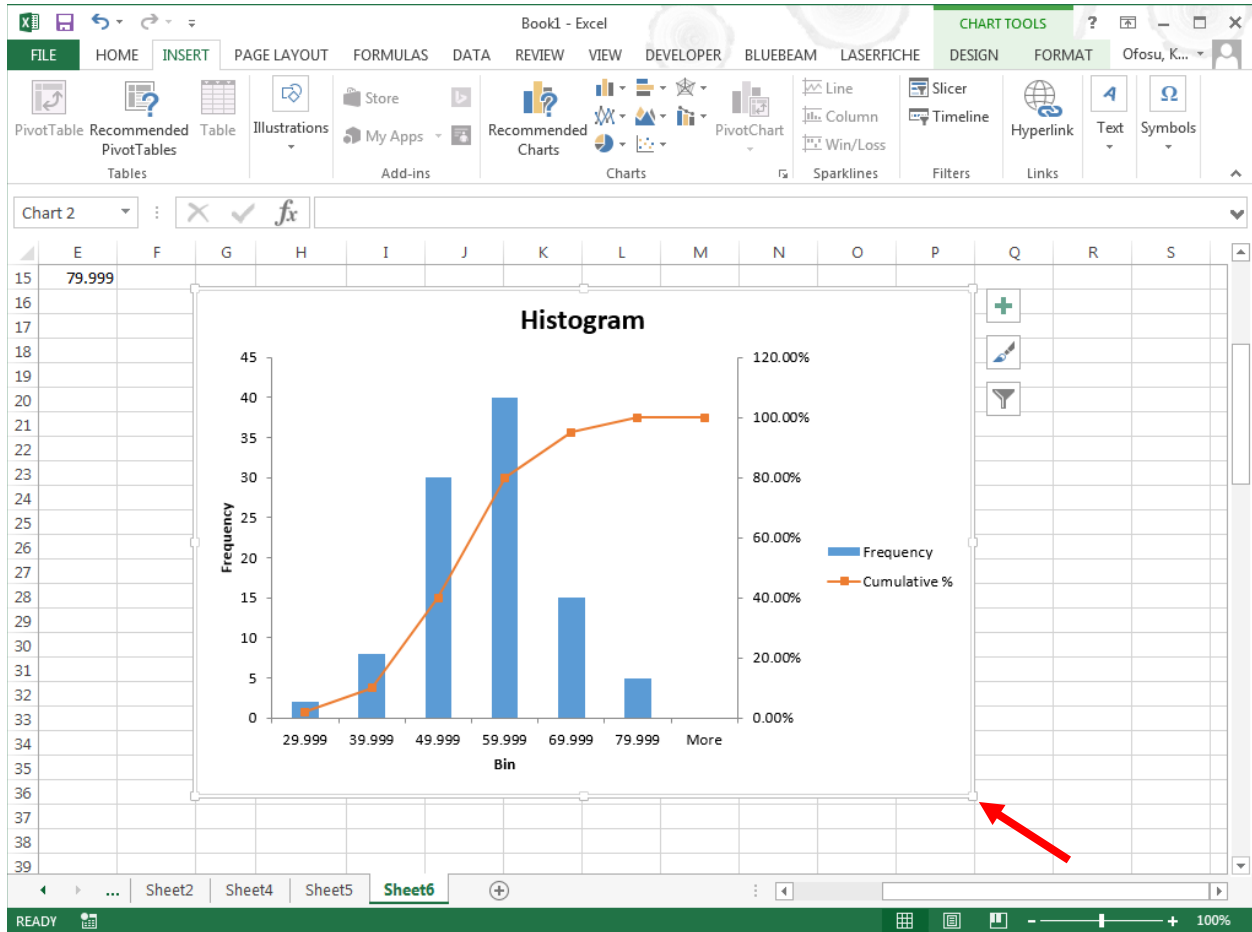 Book1 - Excel
CHART TOOLS
?
FILE HOME INSERT PAGE LAYOUT FORMULAS DATA REVIEW VIEW DEVELOPER BLUEBEAM LASERFICHE DESIGN FORMAT Ofosu, K...
PivotTable
Recommended
PivotTables
Table
Tables
Illustrations
Store
My Apps
Add-ins
Recommended
Charts
PivotChart
Charts
Line
Column
Win/Loss
Sparklines
Slicer
Timeline
Filters
Hyperlink
Links
A
Text
Ω
Symbols
Chart 2
fx
E F G H I J K L M N O P Q R S
15 79.999
16
17
18
19
20
21
22
23
24
25
26
27
28
29
30
31
32
33
34
35
36
37
38
39
Histogram
45
40
35
30
25
20
15
10
5
0
Frequency
120.00%
100.00%
80.00%
60.00%
40.00%
20.00%
0.00%
29.999 39.999 49.999 59.999 69.999 79.999 More
Bin
Frequency
Cumulative %
... Sheet2 Sheet4 Sheet5 Sheet6
READY
100%